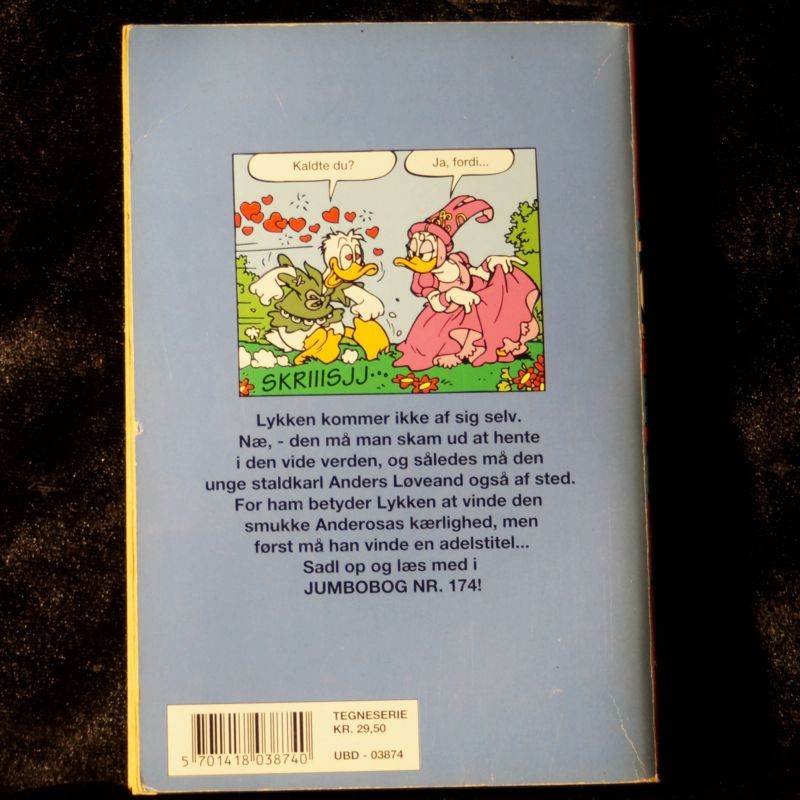 Kaldte du?
Ja, fordi...
SKRIIISJJ...
Lykken kommer ikke af sig selv.
Næ, - den må man skam ud at hente
i den vide verden, og således må den
unge staldkarl Anders Løveand også af sted.
For ham betyder Lykken at vinde den
smukke Anderosas kærlighed, men
først må han vinde en adelstitel...
Sadl op og læs med i
JUMBOBOG NR. 174!
TEGNESERIE
KR. 29,50
UBD - 03874
5 701418 038740